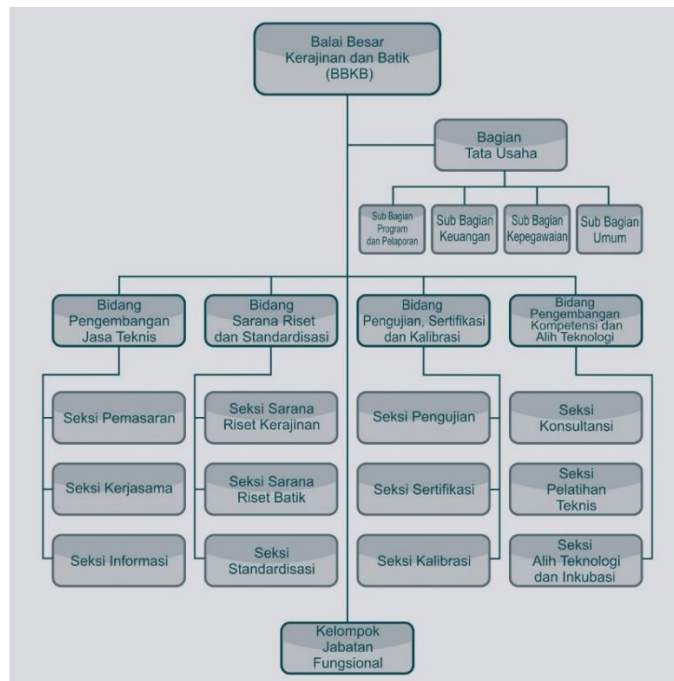 Balai Besar
Kerajinan dan Batik
(BBKB)
Bagian
Tata Usaha
Sub Bagian
Program
dan Pelaporan
Sub Bagian
Keuangan
Sub Bagian
Kepegawaian
Sub Bagian
Umum
Bidang
Pengembangan
Jasa Teknis
Bidang
Sarana Riset
dan Standardisasi
Bidang
Pengujian, Sertifikasi
dan Kalibrasi
Bidang
Pengembangan
Kompetensi dan
Alih Teknologi
Seksi Pemasaran
Seksi Sarana
Riset Kerajinan
Seksi Pengujian
Seksi
Konsultansi
Seksi Kerjasama
Seksi Sarana
Riset Batik
Seksi Sertifikasi
Seksi
Pelatihan
Teknis
Seksi Informasi
Seksi
Standardisasi
Seksi Kalibrasi
Seksi
Alih Teknologi
dan Inkubasi
Kelompok
Jabatan
Fungsional